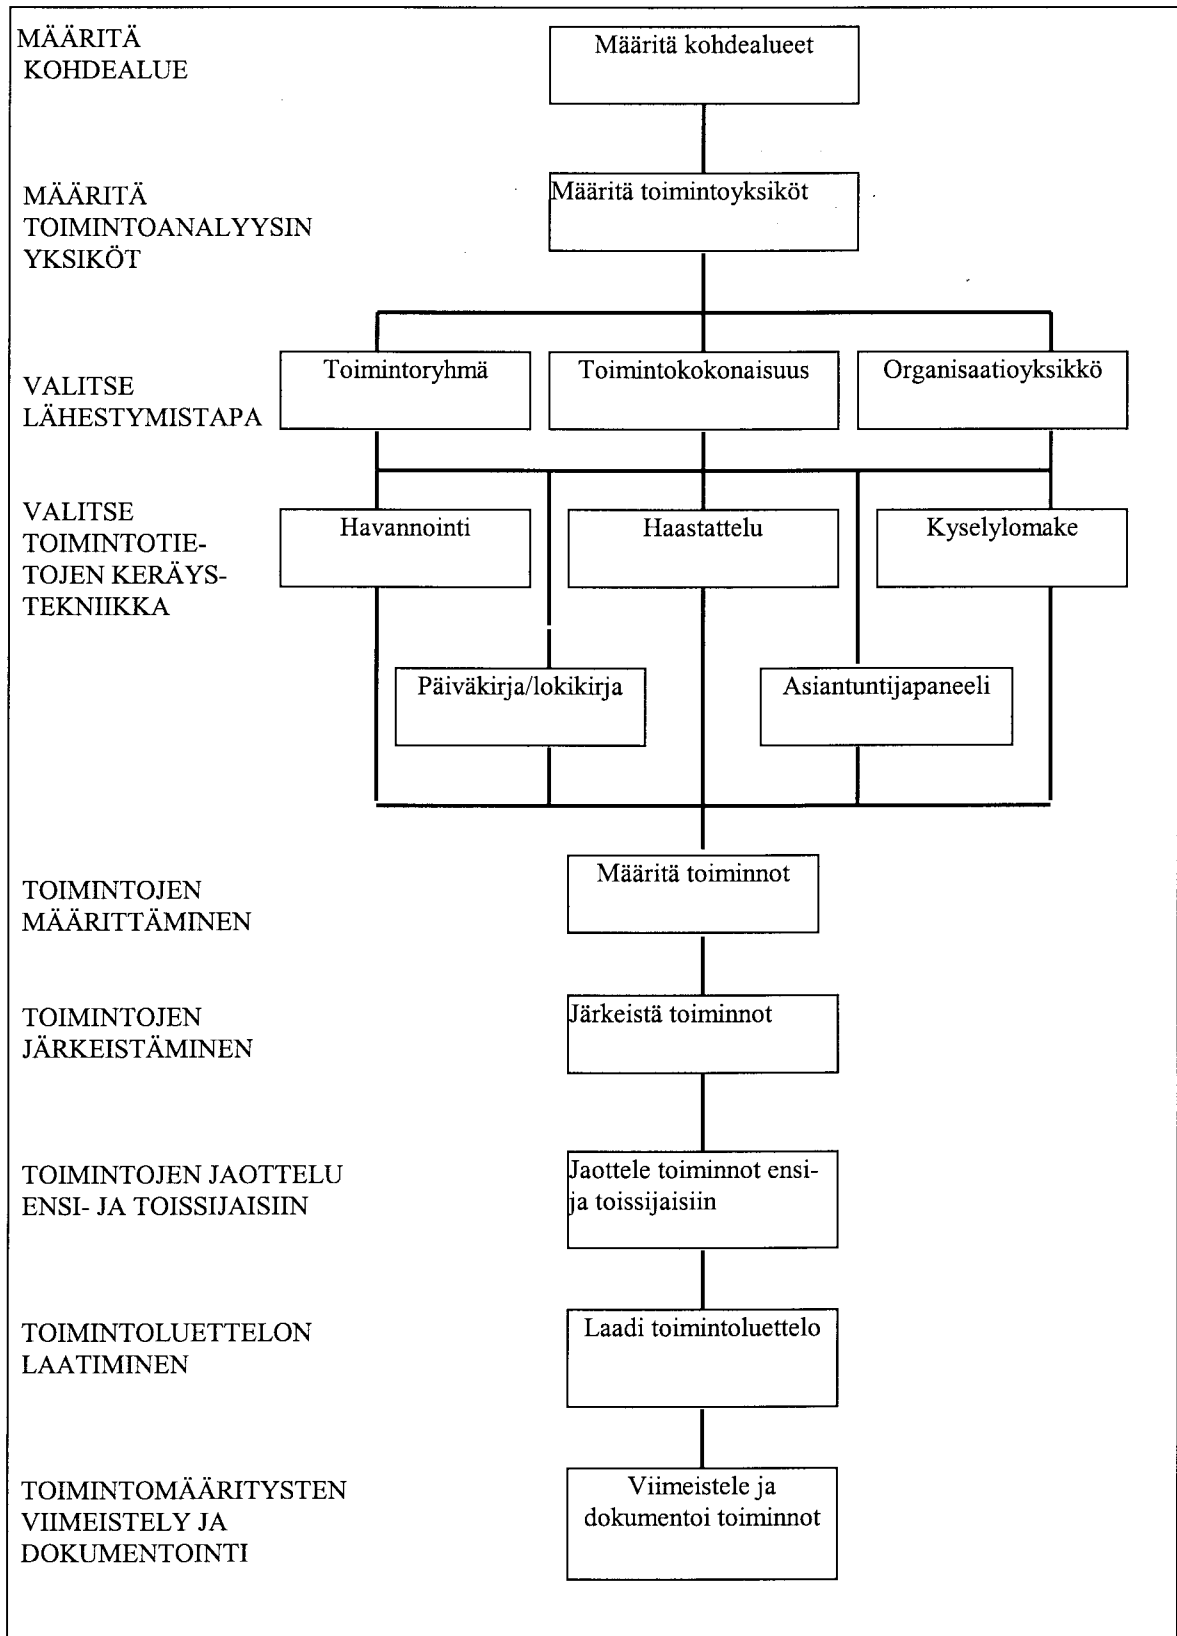 MÄÄRITÄ
KOHDEALUE
Määritä kohdealueet
MÄÄRITÄ
TOIMINTOANALYYSIN
YKSIKÖT
Määritä toimintoyksiköt
VALITSE
LÄHESTYMISTAPA
Toimintoryhmä
Toimintokokonaisuus
Organisaatioyksikkö
VALITSE
TOIMINTOTIE-
TOJEN KERÄYS-
TEKNIIKKA
Havannointi
Haastattelu
Kyselylomake
Päiväkirja/lokikirja
Asiantuntijapaneeli
TOIMINTOJEN
MÄÄRITTÄMINEN
Määritä toiminnot
TOIMINTOJEN
JÄRKEISTÄMINEN
Järkeistä toiminnot
TOIMINTOJEN JAOTTELU
ENSI- JA TOISSIJAISIIN
Jaottele toiminnot ensi-
ja toissijaisiin
TOIMINTOLUETTELON
LAATIMINEN
Laadi toimintoluettelo
TOIMINTOMÄÄRITYSTEN
VIIMEISTELY JA
DOKUMENTOINTI
Viimeistele ja
dokumentoi toiminnot